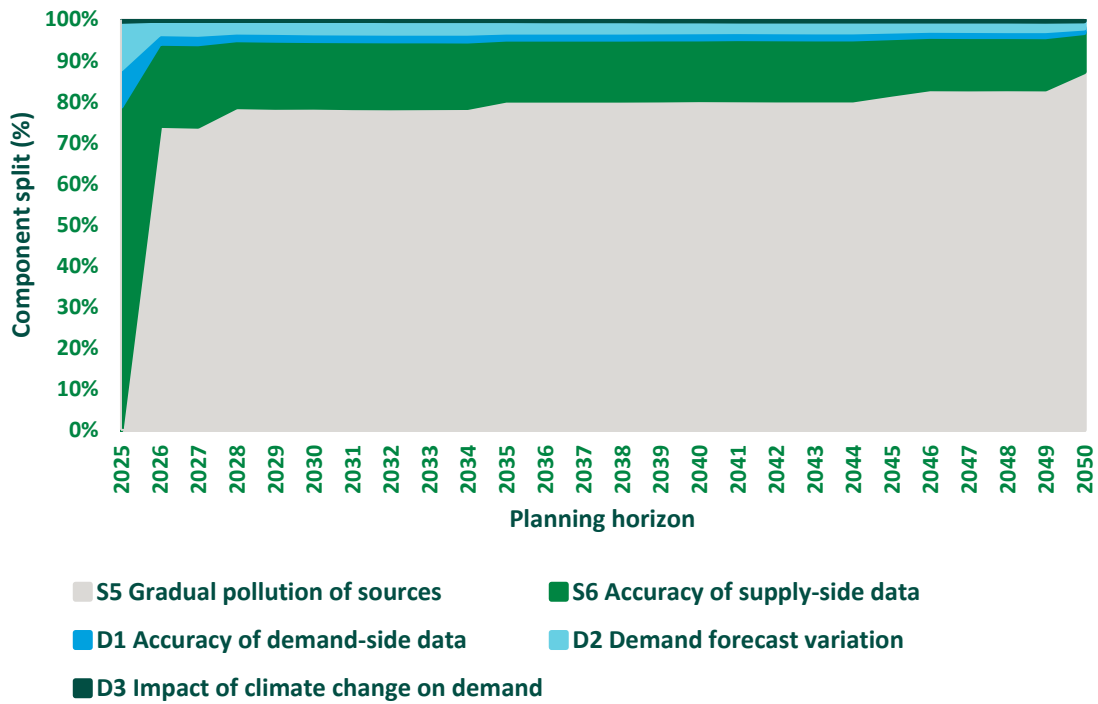 Component split (%)
100%
90%
80%
70%
60%
50%
40%
30%
20%
10%
0%
2025 2026 2027 2028 2029 2030 2031 2032 2033 2034 2035 2036 2037 2038 2039 2040 2041 2042 2043 2044 2045 2046 2047 2048 2049 2050
Planning horizon
S5 Gradual pollution of sources S6 Accuracy of supply-side data
D1 Accuracy of demand-side data D2 Demand forecast variation
D3 Impact of climate change on demand